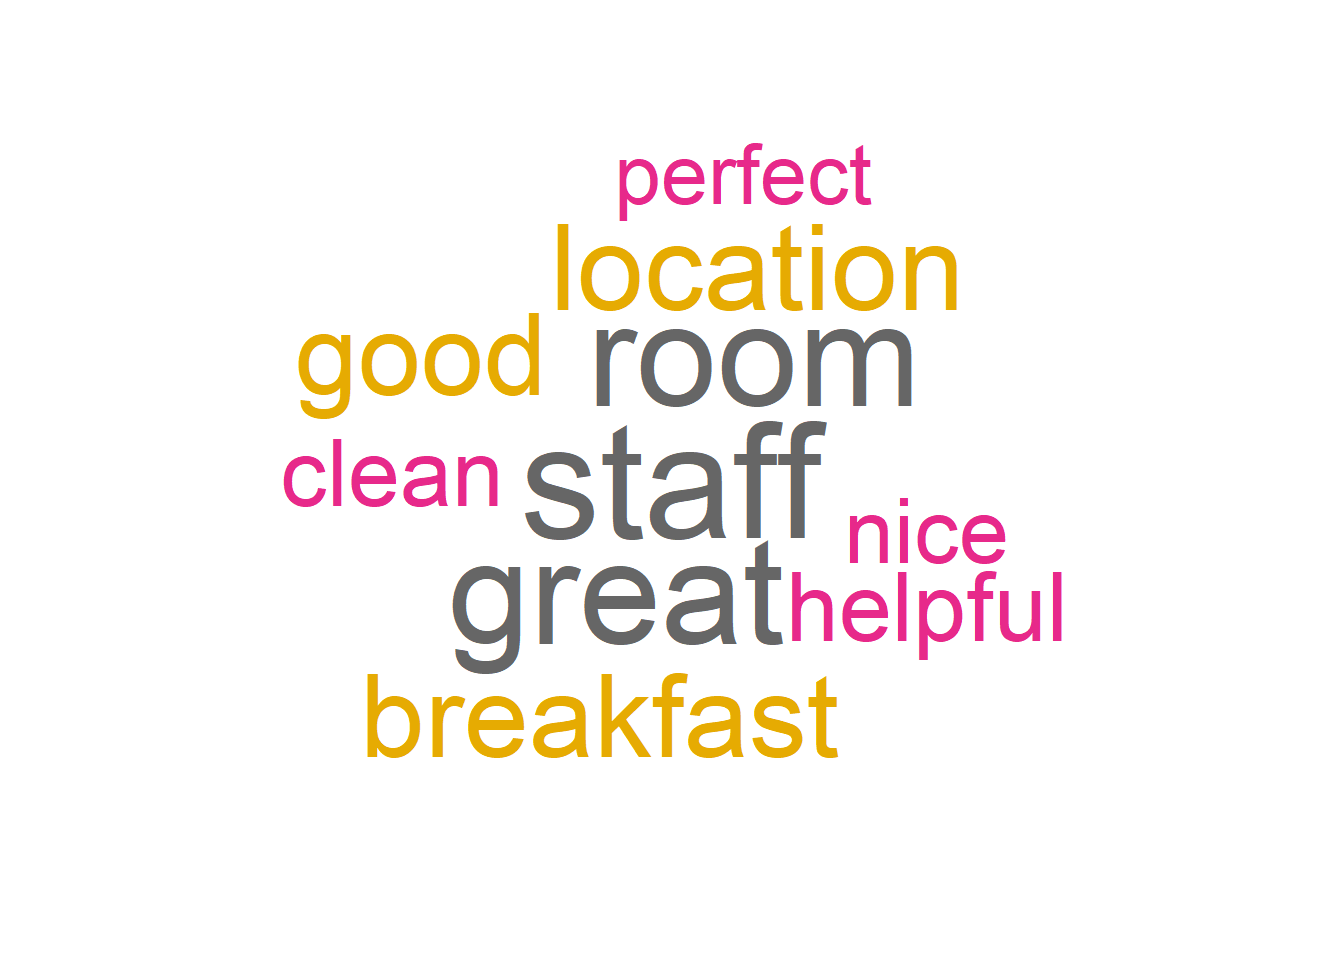 perfect
location
good room
clean staff
nice
great helpful
breakfast